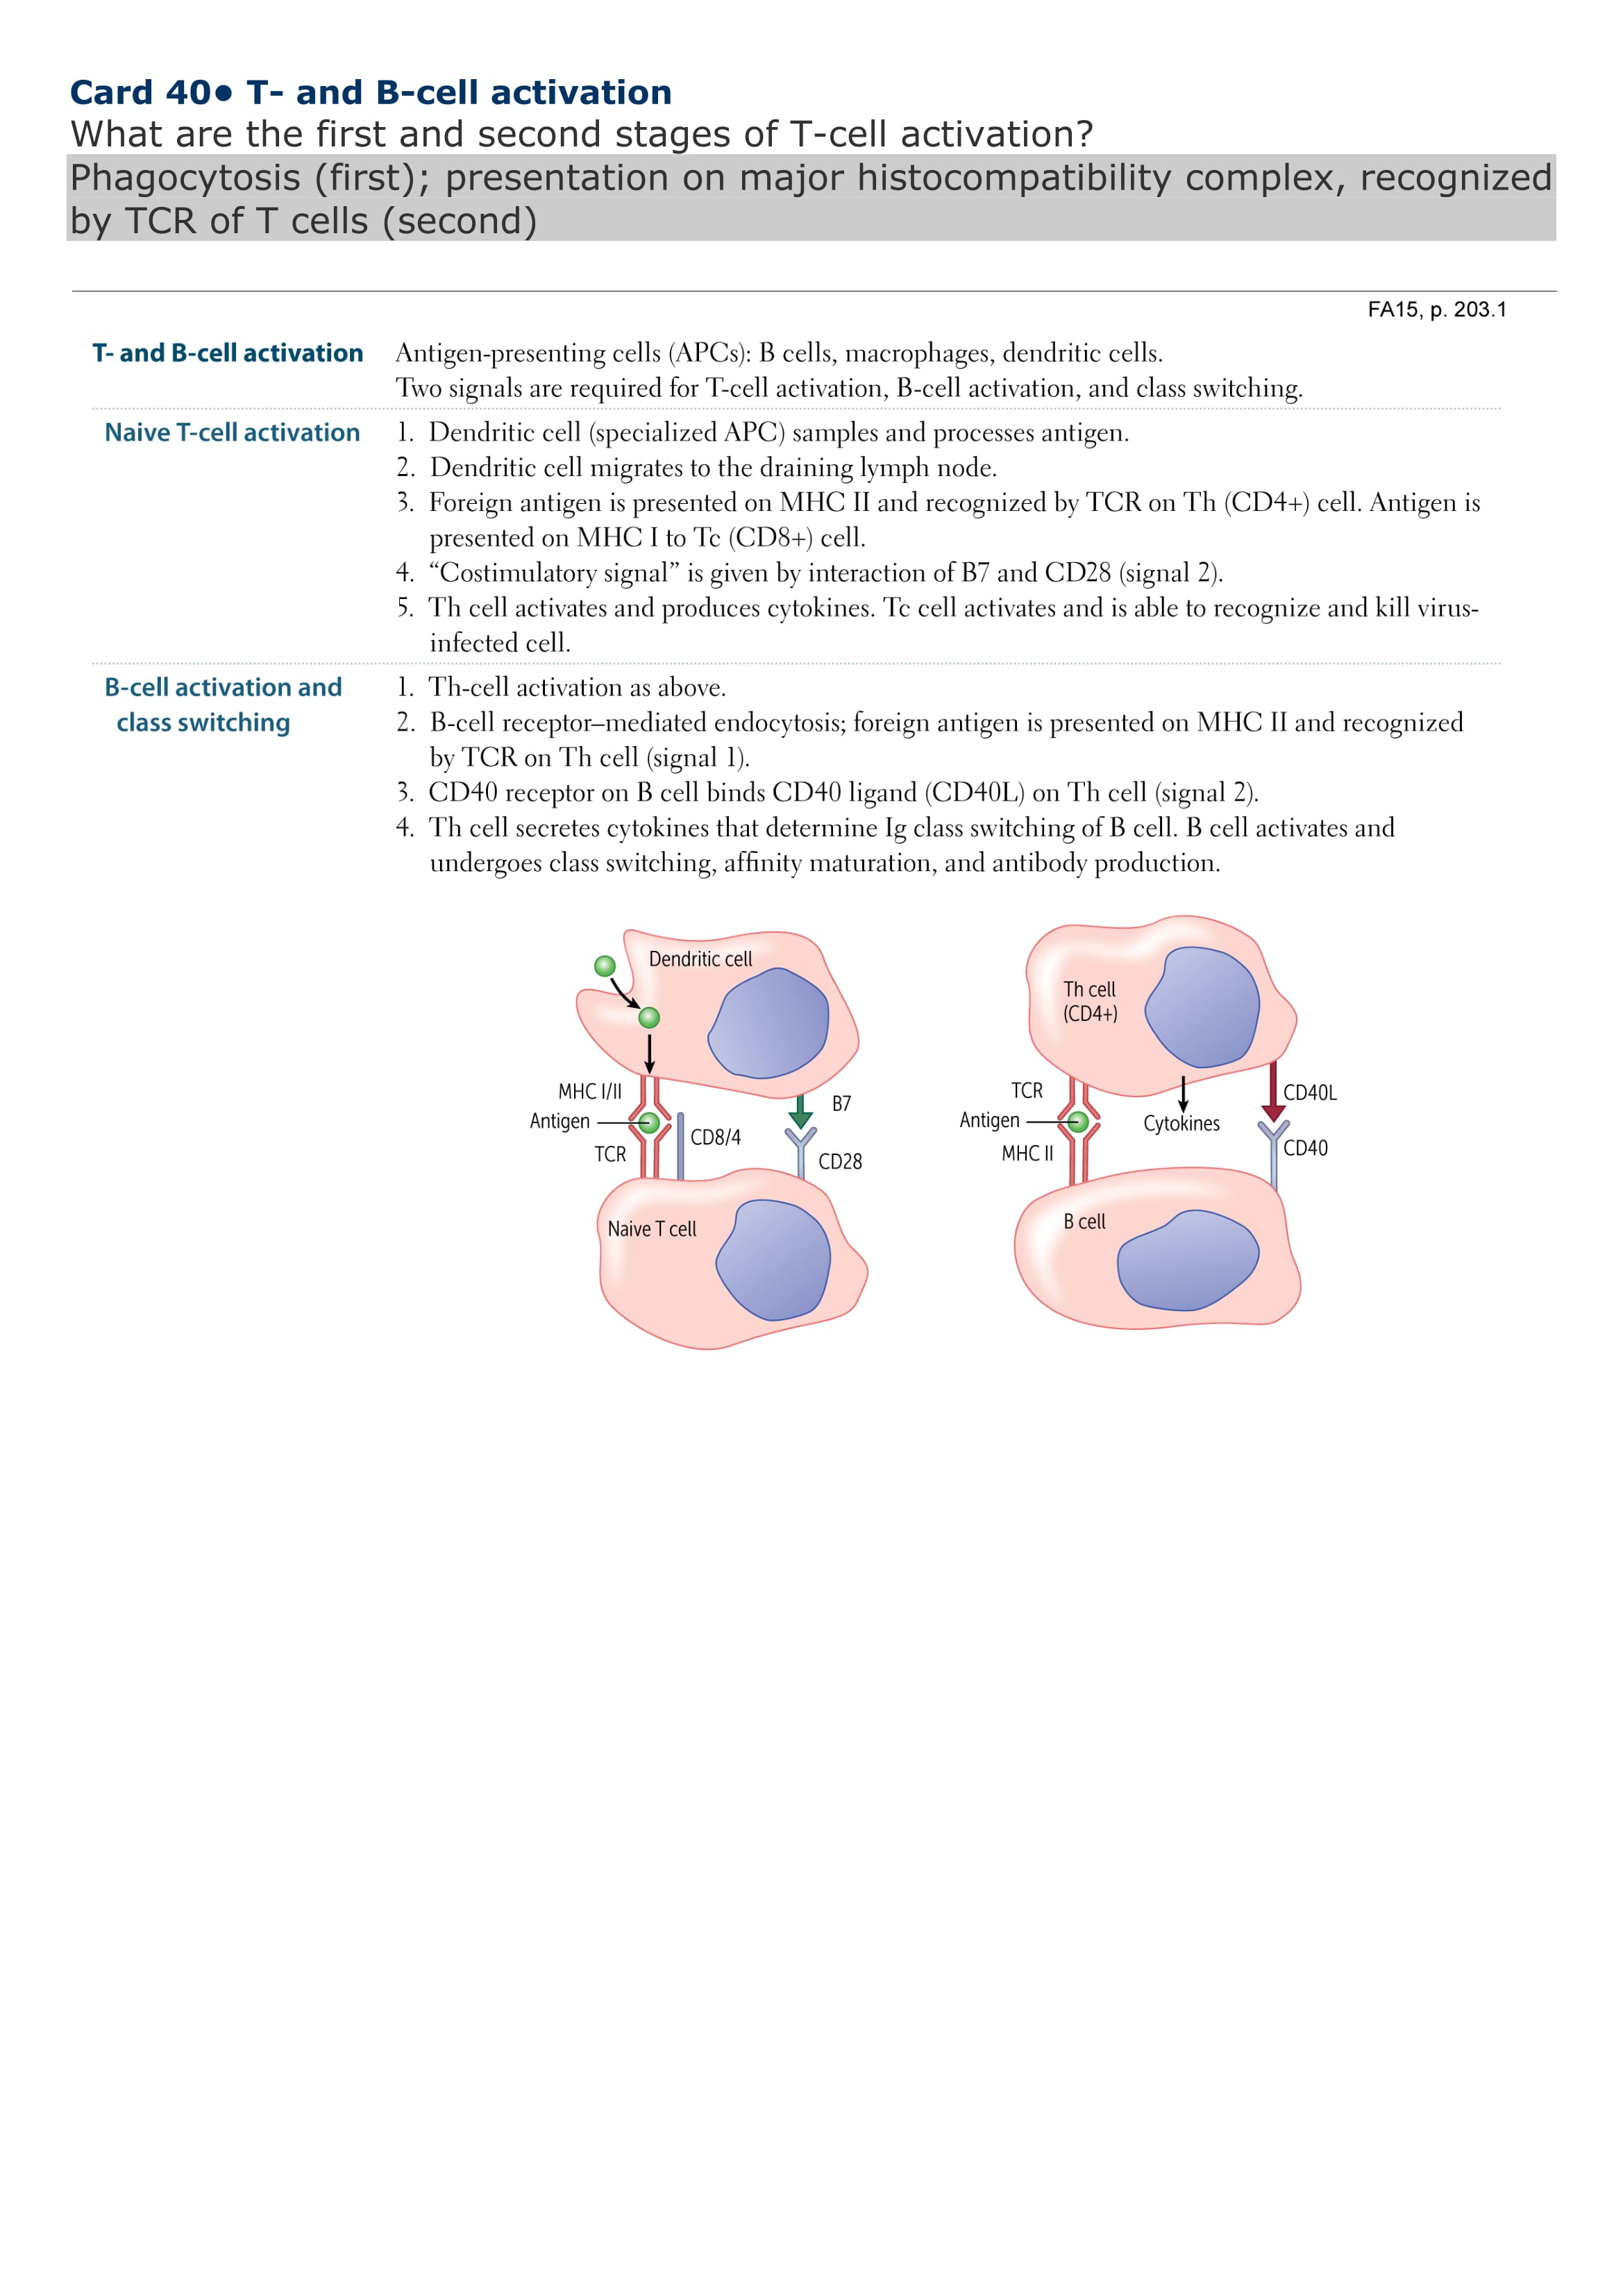 Card 40● T- and B-cell activation
What are the first and second stages of T-cell activation?
Phagocytosis (first); presentation on major histocompatibility complex, recognized
by TCR of T cells (second)
FA15, p. 203.1
T- and B-cell activation
Antigen-presenting cells (APCs): B cells, macrophages, dendritic cells.
Two signals are required for T-cell activation, B-cell activation, and class switching.
Naive T-cell activation
1. Dendritic cell (specialized APC) samples and processes antigen.
2. Dendritic cell migrates to the draining lymph node.
3. Foreign antigen is presented on MHC II and recognized by TCR on Th (CD4+) cell. Antigen is
presented on MHC I to Tc (CD8+) cell.
4. “Costimulatory signal” is given by interaction of B7 and CD28 (signal 2).
5. Th cell activates and produces cytokines. Tc cell activates and is able to recognize and kill virus-
infected cell.
B-cell activation and
class switching
1. Th-cell activation as above.
2. B-cell receptor–mediated endocytosis; foreign antigen is presented on MHC II and recognized
by TCR on Th cell (signal 1).
3. CD40 receptor on B cell binds CD40 ligand (CD40L) on Th cell (signal 2).
4. Th cell secretes cytokines that determine Ig class switching of B cell. B cell activates and
undergoes class switching, affinity maturation, and antibody production.
Dendritic cell
MHC I/II
B7
Antigen
CD8/4
TCR
CD28
Naive T cell
Th cell
(CD4+)
TCR
CD40L
Antigen
Cytokines
MHC II
CD40
B cell